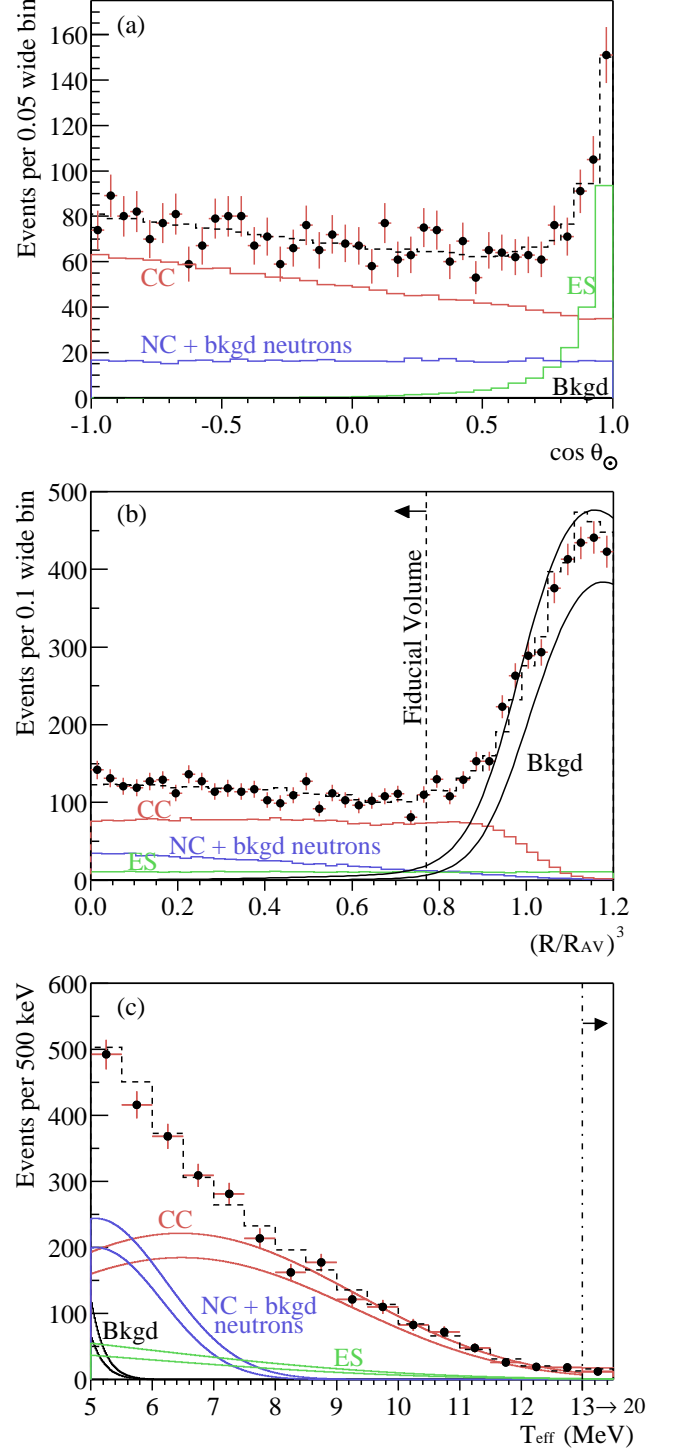 (a)
Events per 0.05 wide bin
160
140
120
100
80
60
40
20
0
CC
ES
NC + bkgd neutrons
Bkgd
-1.0 -0.5 0.0 0.5 1.0
cos θ⊙
(b)
Events per 0.1 wide bin
500
400
300
200
100
0
Fiducial Volume
Bkgd
CC
NC + bkgd neutrons
ES
0.0 0.2 0.4 0.6 0.8 1.0 1.2
(R/RAV)³
(c)
Events per 500 keV
600
500
400
300
200
100
0
CC
NC + bkgd
neutrons
Bkgd
ES
5 6 7 8 9 10 11 12 13→20
Teff (MeV)